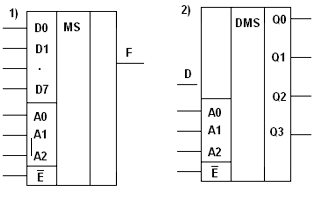 1)
D0 MS
D1
F
.
D7
A0
A1
A2
E̅
2)
DMS Q0
Q1
D
Q2
A0
A1
Q3
A2
E̅